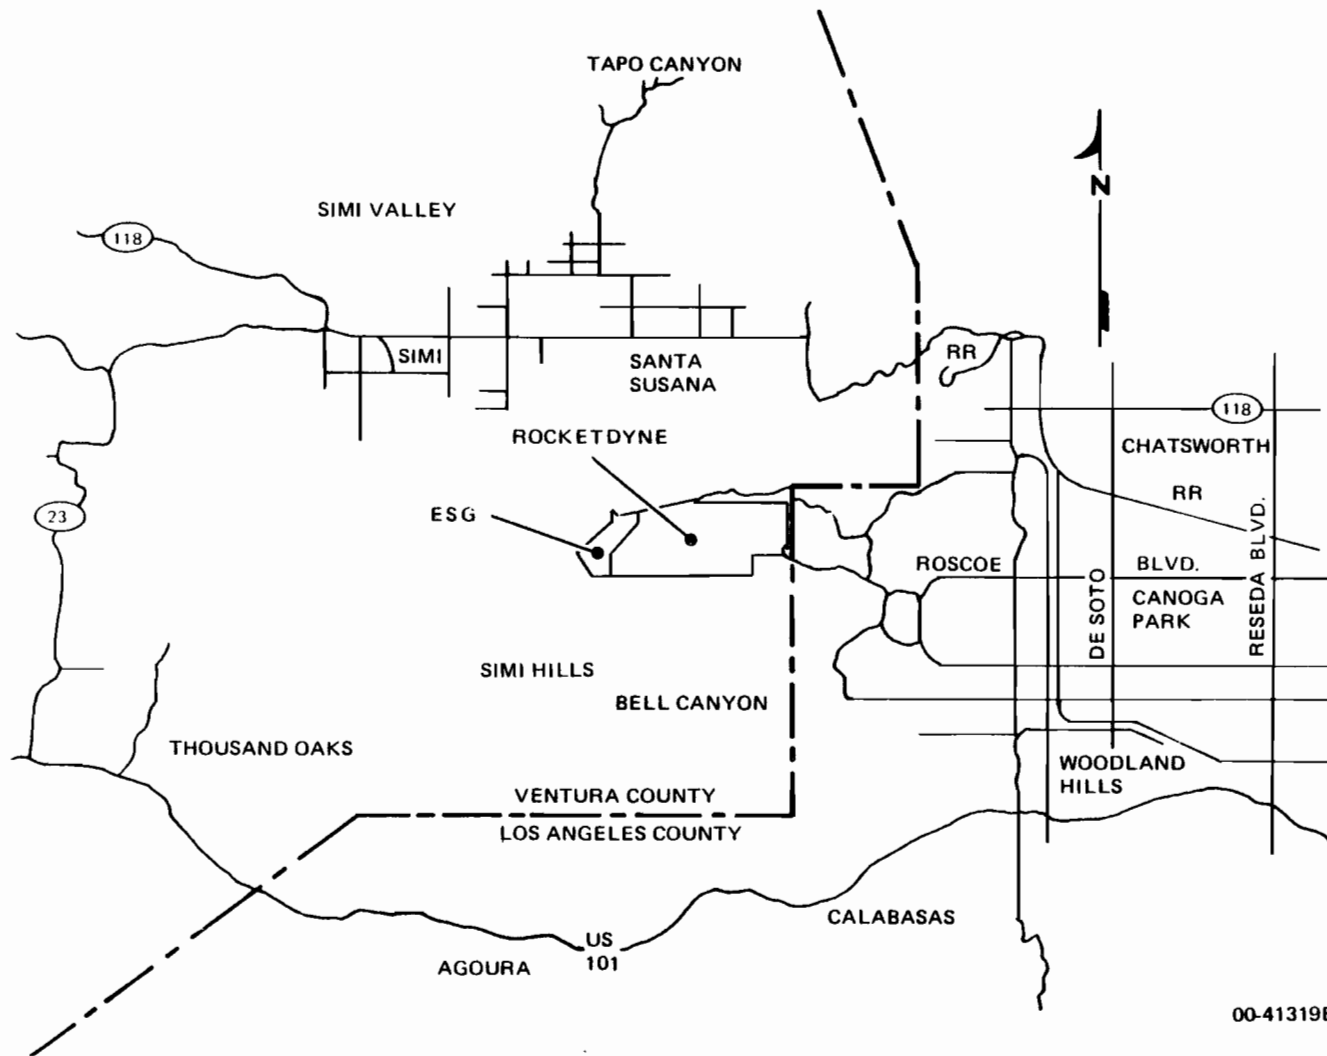 TAPO CANYON
SIMI VALLEY
118
N
SIMI
SANTA
SUSANA
RR
118
CHATSWORTH
ROCKETDYNE
RR
ESG
23
ROSCOE
BLVD.
DE SOTO
CANOGA
PARK
RESEDA BLVD.
SIMI HILLS
BELL CANYON
THOUSAND OAKS
WOODLAND
HILLS
VENTURA COUNTY
LOS ANGELES COUNTY
CALABASAS
US
101
AGOURA